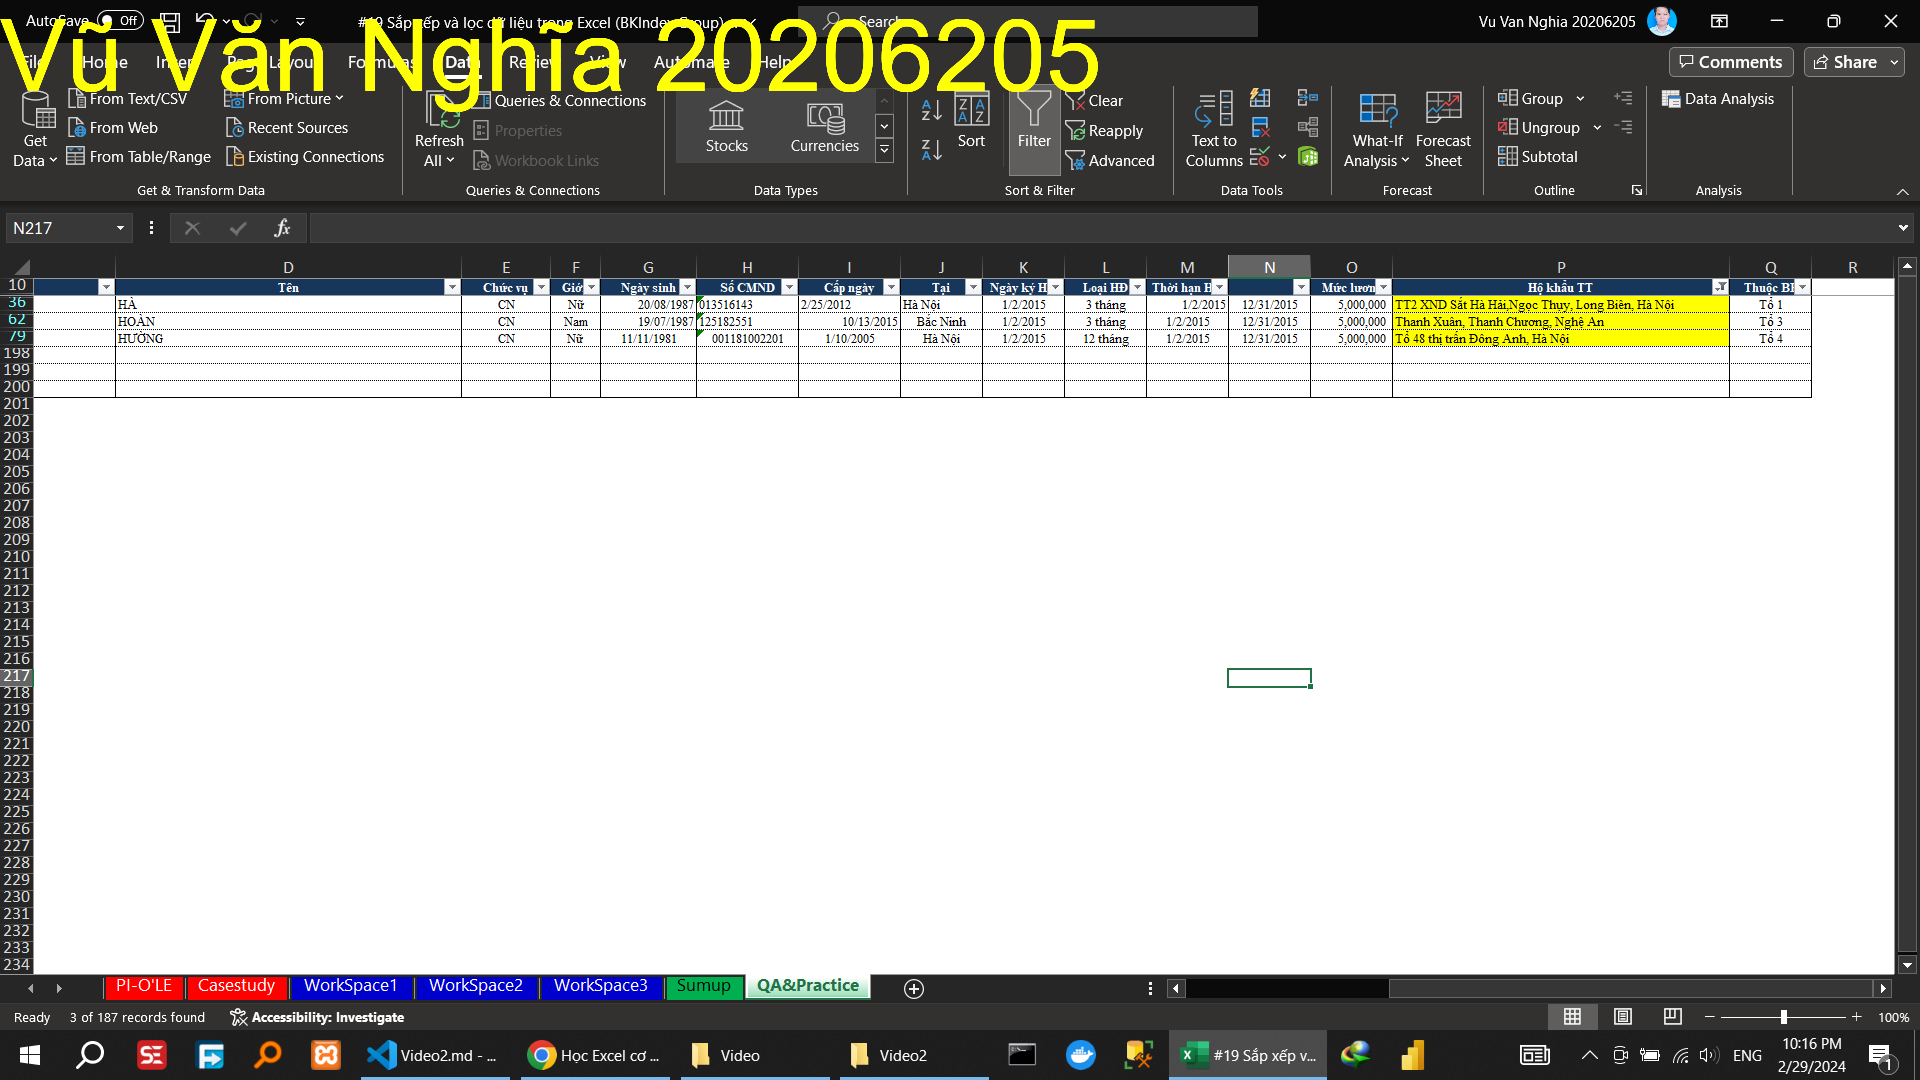 AutoSave Off #19 Sắp xếp và lọc dữ liệu trong Excel (BKIndex Group) Search Vu Van Nghia 20206205
Vũ Văn Nghĩa 20206205
File Home Insert Page Layout Formulas Data Review View Automate Help Comments Share
Get Data
From Text/CSV
From Web
From Table/Range
From Picture
Recent Sources
Existing Connections
Get & Transform Data
Refresh All
Queries & Connections
Properties
Workbook Links
Queries & Connections
Stocks Currencies
Data Types
Sort Filter
Clear
Reapply
Advanced
Sort & Filter
Text to Columns
Data Tools
What-If Analysis
Forecast Sheet
Forecast
Group
Ungroup
Subtotal
Outline
Data Analysis
Analysis
N217 fx
D E F G H I J K L M N O P Q R
10 Tên Chức vụ Giớ Ngày sinh Số CMND Cấp ngày Tại Ngày ký H Loại HĐ Thời hạn H Mức lươn Hộ khẩu TT Thuộc BP
36 HÀ CN Nữ 20/08/1987 013516143 2/25/2012 Hà Nội 1/2/2015 3 tháng 1/2/2015 12/31/2015 5,000,000 TT2 XND Sắt Hà Hải,Ngọc Thuy, Long Biên, Hà Nội Tổ 1
62 HOÀN CN Nam 19/07/1987 125182551 10/13/2015 Bắc Ninh 1/2/2015 3 tháng 1/2/2015 12/31/2015 5,000,000 Thanh Xuân, Thanh Chương, Nghệ An Tổ 3
79 HƯỜNG CN Nữ 11/11/1981 001181002201 1/10/2005 Hà Nội 1/2/2015 12 tháng 1/2/2015 12/31/2015 5,000,000 Tổ 48 thị trấn Đông Anh, Hà Nội Tổ 4
198
199
200
201
202
203
204
205
206
207
208
209
210
211
212
213
214
215
216
217
218
219
220
221
222
223
224
225
226
227
228
229
230
231
232
233
234
PI-O'LE Casestudy WorkSpace1 WorkSpace2 WorkSpace3 Sumup QA&Practice
Ready 3 of 187 records found Accessibility: Investigate 100%
Video2.md - ... Học Excel cơ ... Video Video2 #19 Sắp xếp v... ENG 10:16 PM
2/29/2024 1